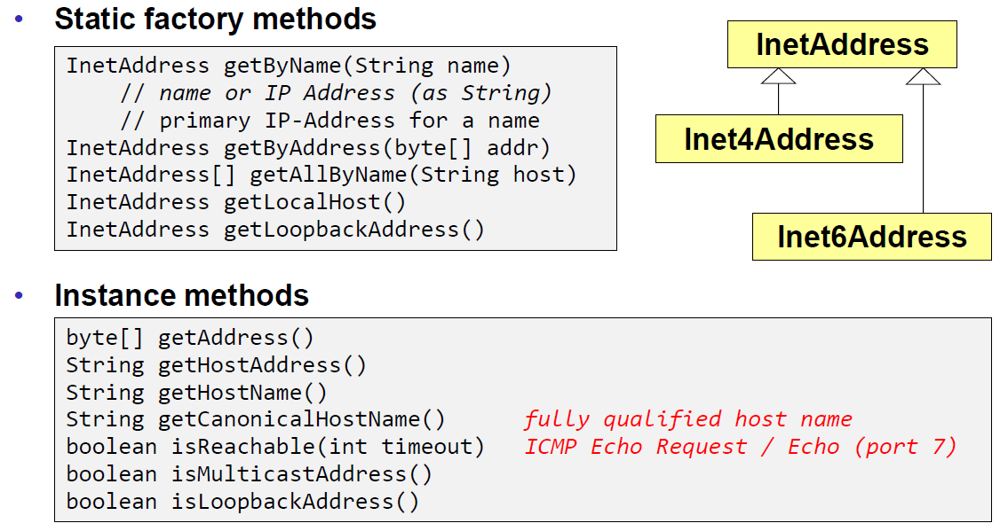 • Static factory methods
InetAddress getByName(String name)
// name or IP Address (as String)
// primary IP-Address for a name
InetAddress getByAddress(byte[] addr)
InetAddress[] getAllByName(String host)
InetAddress getLocalHost()
InetAddress getLoopbackAddress()
InetAddress
Inet4Address
Inet6Address
• Instance methods
byte[] getAddress()
String getHostAddress()
String getHostName()
String getCanonicalHostName() fully qualified host name
boolean isReachable(int timeout) ICMP Echo Request / Echo (port 7)
boolean isMulticastAddress()
boolean isLoopbackAddress()